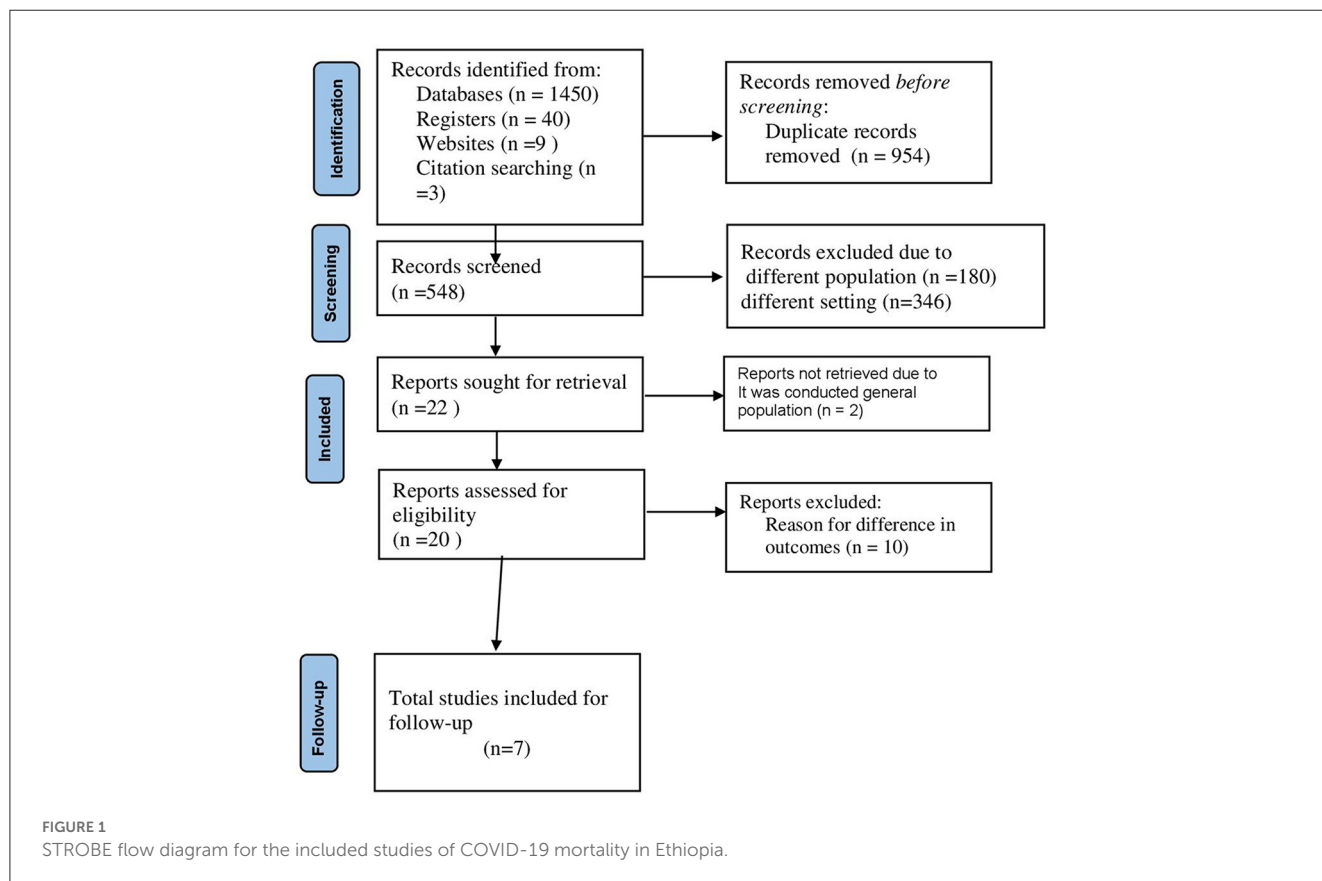 Identification
Records identified from:
Databases (n = 1450)
Registers (n = 40)
Websites (n =9 )
Citation searching (n
=3)
Records removed before
screening:
Duplicate records
removed (n = 954)
Screening
Records screened
(n =548)
Records excluded due to
different population (n =180)
different setting (n=346)
Included
Reports sought for retrieval
(n =22 )
Reports not retrieved due to
It was conducted general
population (n = 2)
Reports assessed for
eligibility
(n =20 )
Reports excluded:
Reason for difference in
outcomes (n = 10)
Follow-up
Total studies included for
follow-up
(n=7)
FIGURE 1
STROBE flow diagram for the included studies of COVID-19 mortality in Ethiopia.